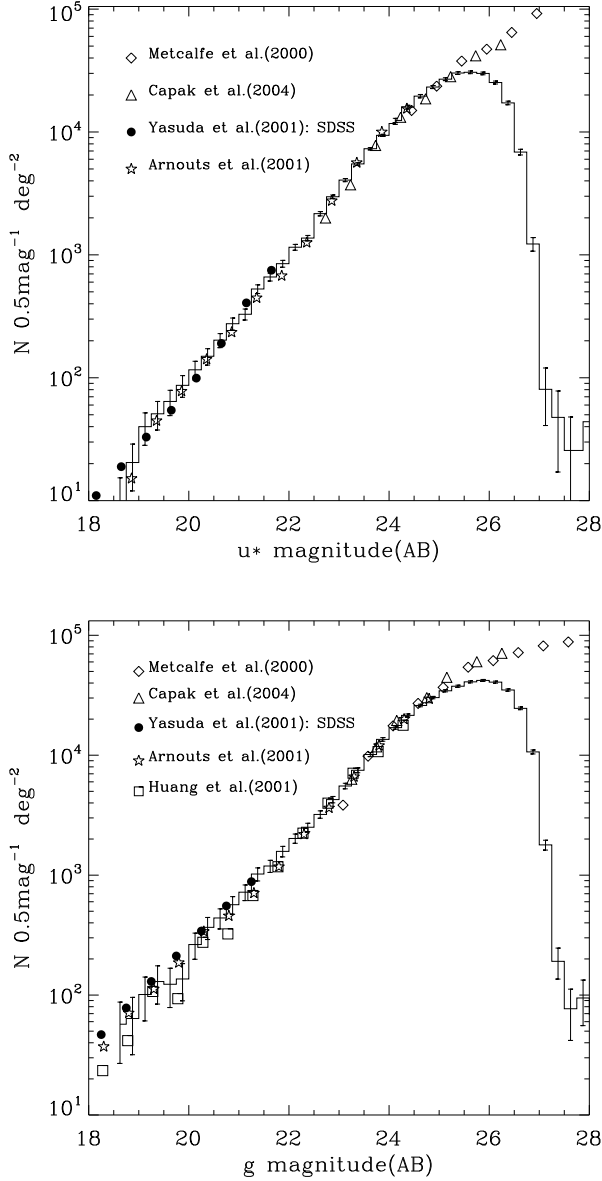 10^5
Metcalfe et al.(2000)
Capak et al.(2004)
10^4
Yasuda et al.(2001): SDSS
Arnouts et al.(2001)
N 0.5mag^-1 deg^-2
10^3
10^2
10^1
18 20 22 24 26 28
u* magnitude(AB)
10^5
Metcalfe et al.(2000)
Capak et al.(2004)
Yasuda et al.(2001): SDSS
10^4
Arnouts et al.(2001)
Huang et al.(2001)
N 0.5mag^-1 deg^-2
10^3
10^2
10^1
18 20 22 24 26 28
g magnitude(AB)